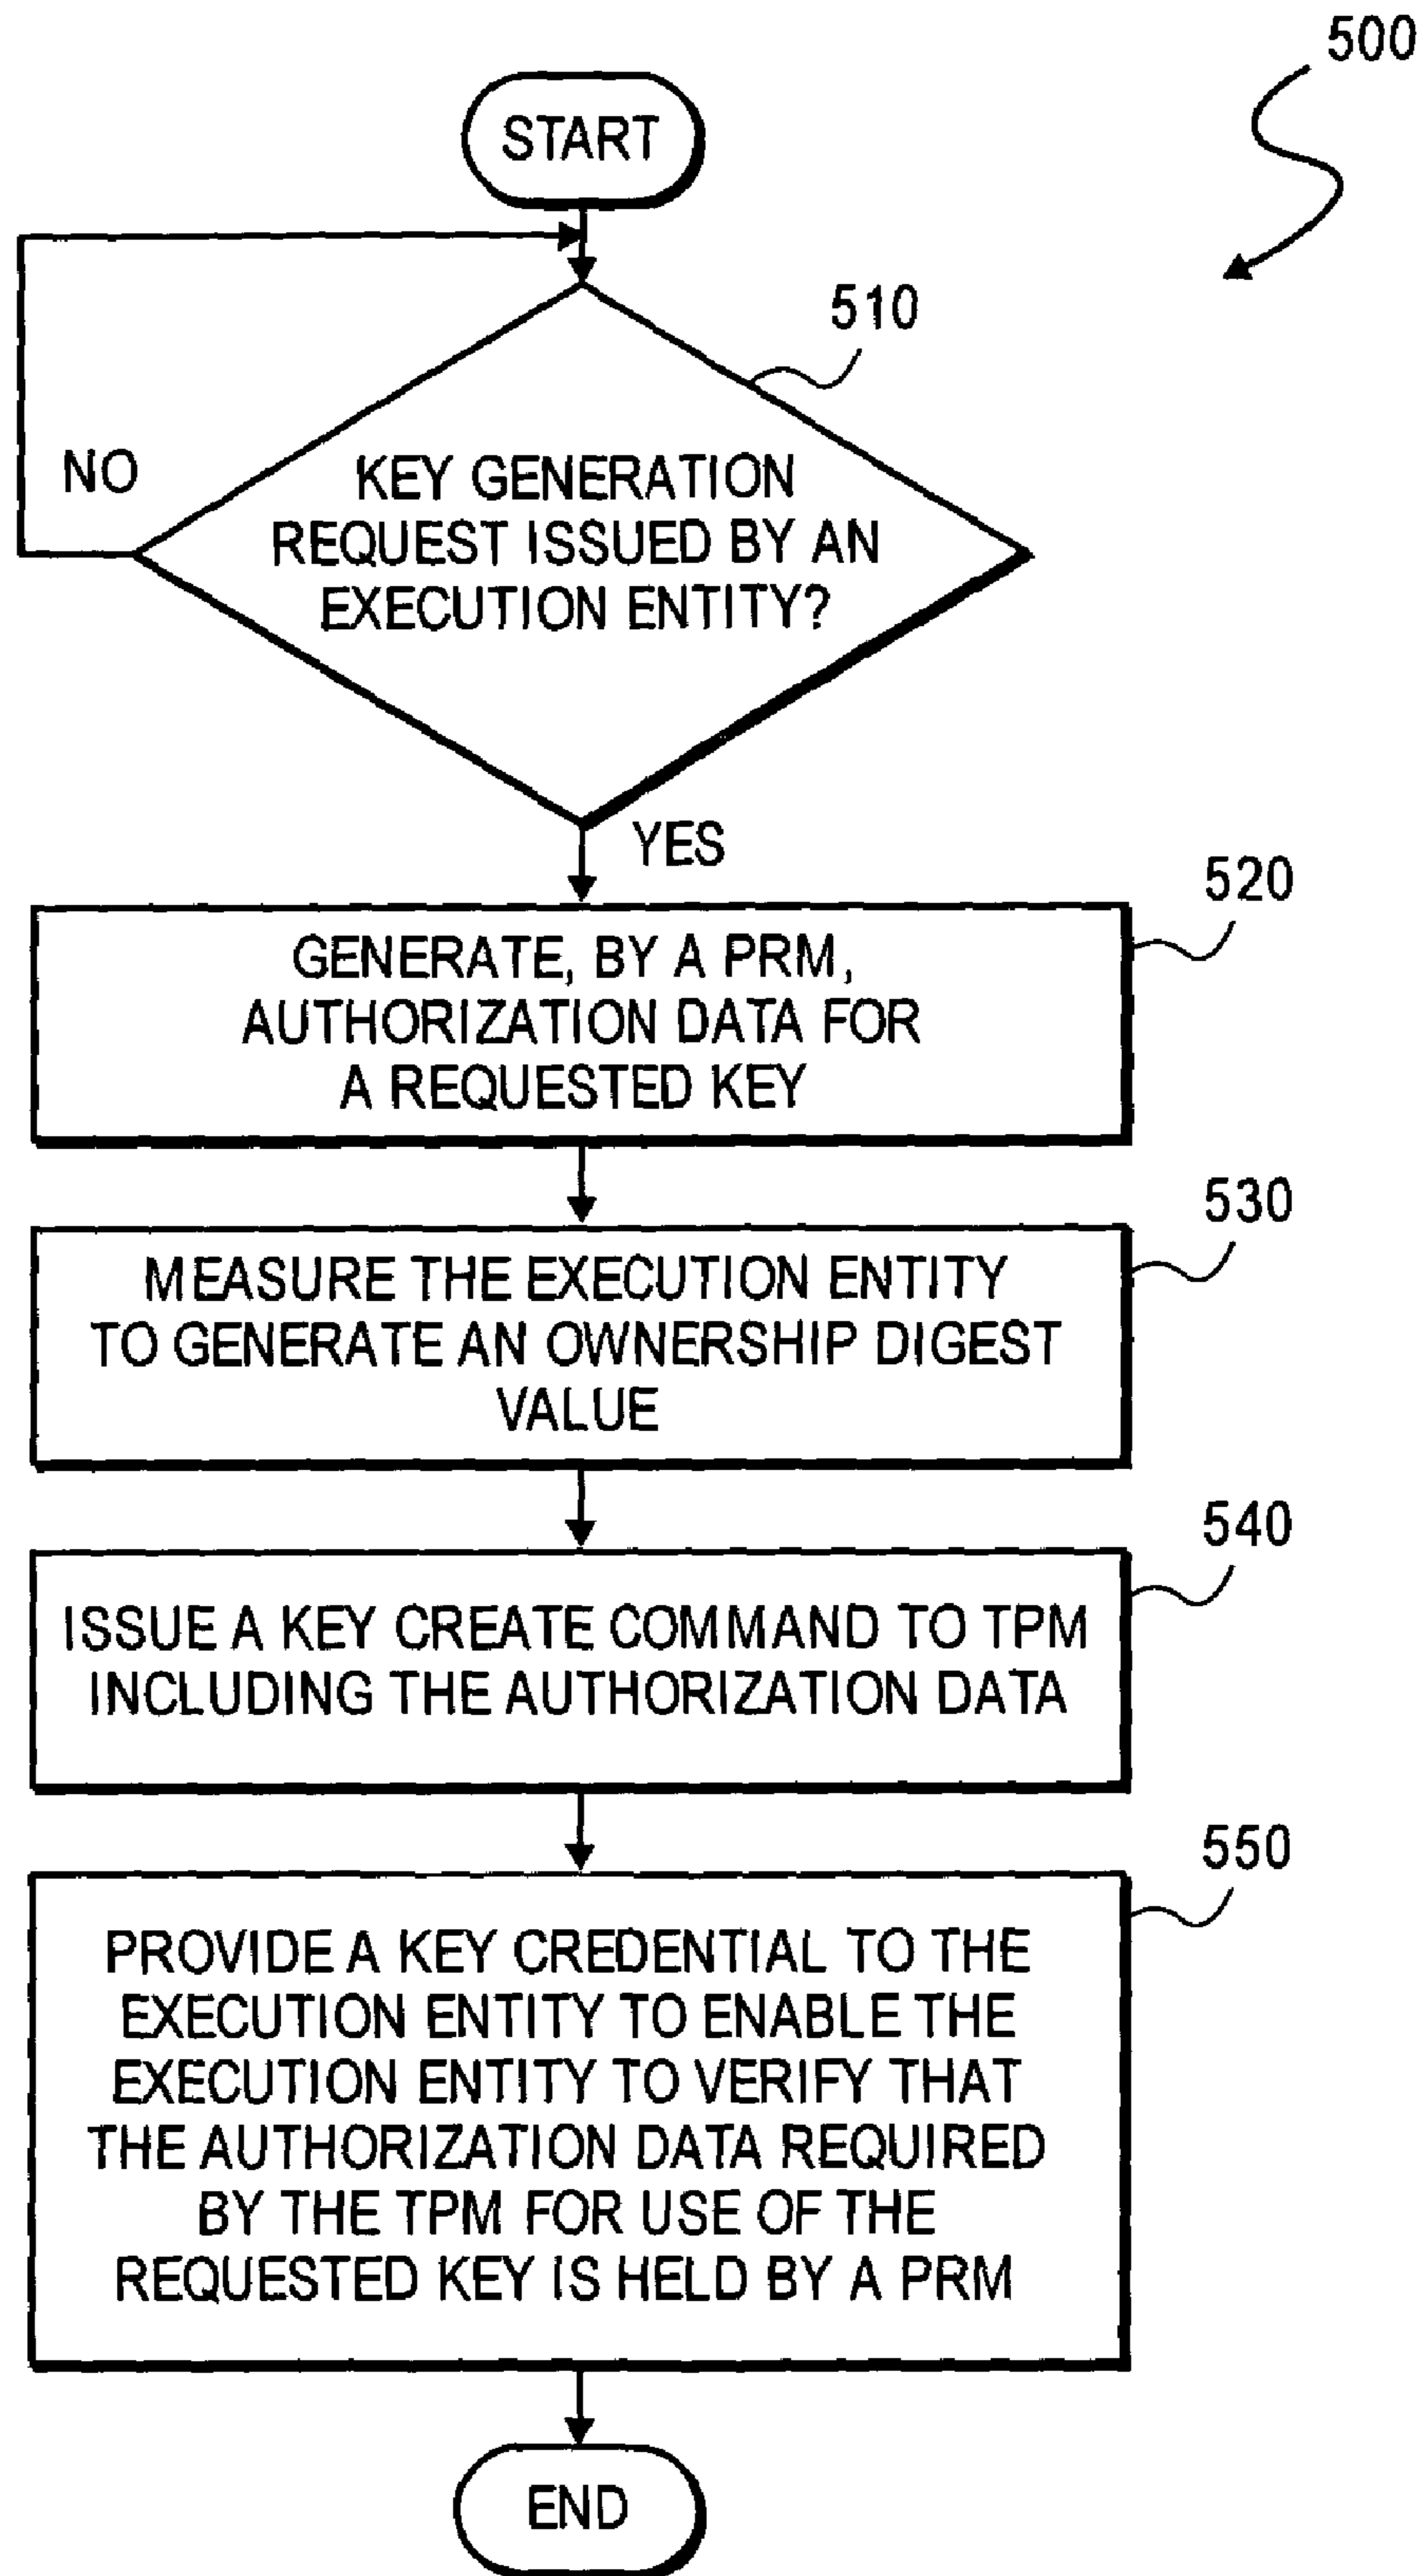 500
START
510
NO
KEY GENERATION
REQUEST ISSUED BY AN
EXECUTION ENTITY?
YES
520
GENERATE, BY A PRM,
AUTHORIZATION DATA FOR
A REQUESTED KEY
530
MEASURE THE EXECUTION ENTITY
TO GENERATE AN OWNERSHIP DIGEST
VALUE
540
ISSUE A KEY CREATE COMMAND TO TPM
INCLUDING THE AUTHORIZATION DATA
550
PROVIDE A KEY CREDENTIAL TO THE
EXECUTION ENTITY TO ENABLE THE
EXECUTION ENTITY TO VERIFY THAT
THE AUTHORIZATION DATA REQUIRED
BY THE TPM FOR USE OF THE
REQUESTED KEY IS HELD BY A PRM
END